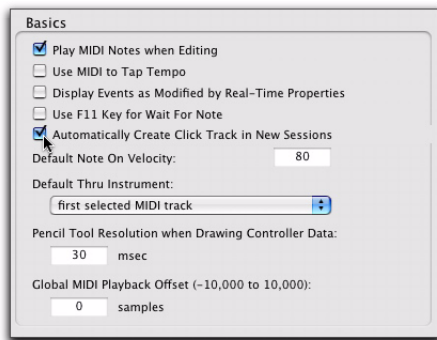 Basics
Play MIDI Notes when Editing
Use MIDI to Tap Tempo
Display Events as Modified by Real-Time Properties
Use F11 Key for Wait For Note
Automatically Create Click Track in New Sessions
Default Note On Velocity: 80
Default Thru Instrument:
first selected MIDI track
Pencil Tool Resolution when Drawing Controller Data:
30 msec
Global MIDI Playback Offset (-10,000 to 10,000):
0 samples